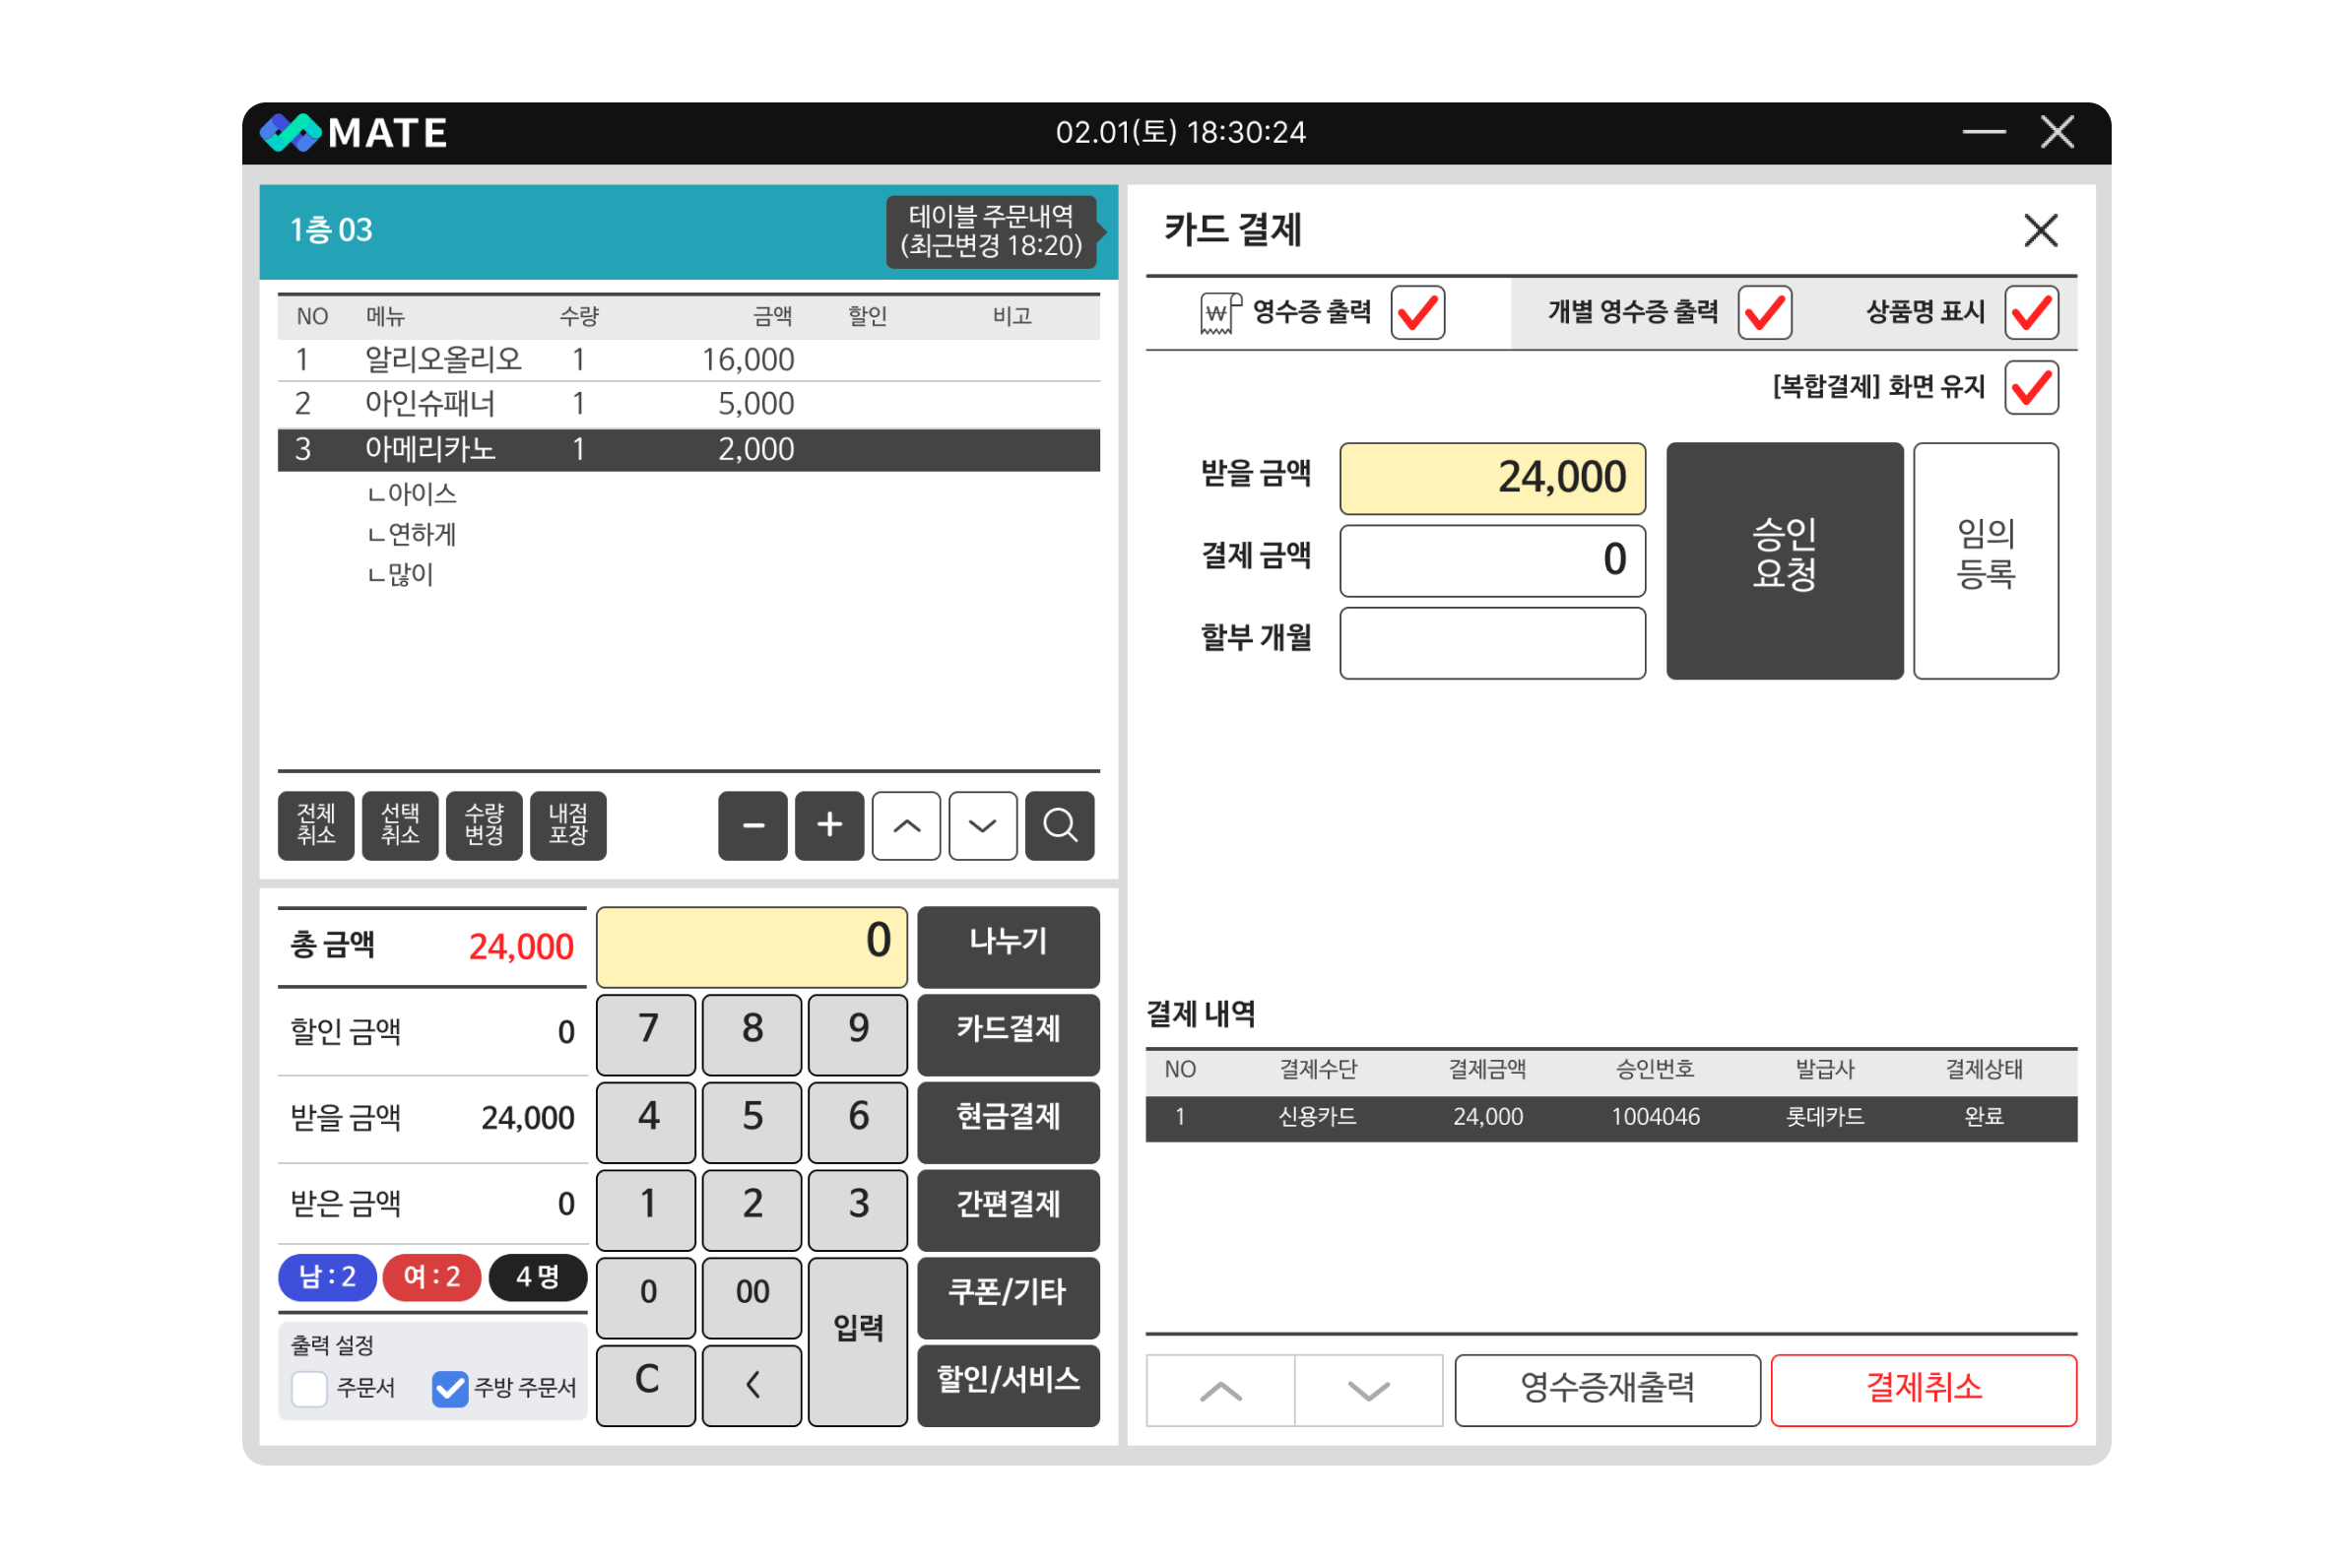 MATE
02.01(토) 18:30:24
1층 03
테이블 주문내역
(최근변경 18:20)
NO 메뉴 수량 금액 할인 비고
1 알리오올리오 1 16,000
2 아인슈패너 1 5,000
3 아메리카노 1 2,000
ㄴ아이스
ㄴ연하게
ㄴ많이
전체
취소
선택
취소
수량
변경
내점
포장
총 금액 24,000
할인 금액 0
받을 금액 24,000
받은 금액 0
남 : 2 여 : 2 4 명
출력 설정
주문서 주방 주문서
0
7 8 9
4 5 6
1 2 3
0 00 입력
C
나누기
카드결제
현금결제
간편결제
쿠폰/기타
할인/서비스
카드 결제
영수증 출력 개별 영수증 출력 상품명 표시
[복합결제] 화면 유지
받을 금액 24,000
결제 금액 0
할부 개월
승인
요청
임의
등록
결제 내역
NO 결제수단 결제금액 승인번호 발급사 결제상태
1 신용카드 24,000 1004046 롯데카드 완료
영수증재출력 결제취소